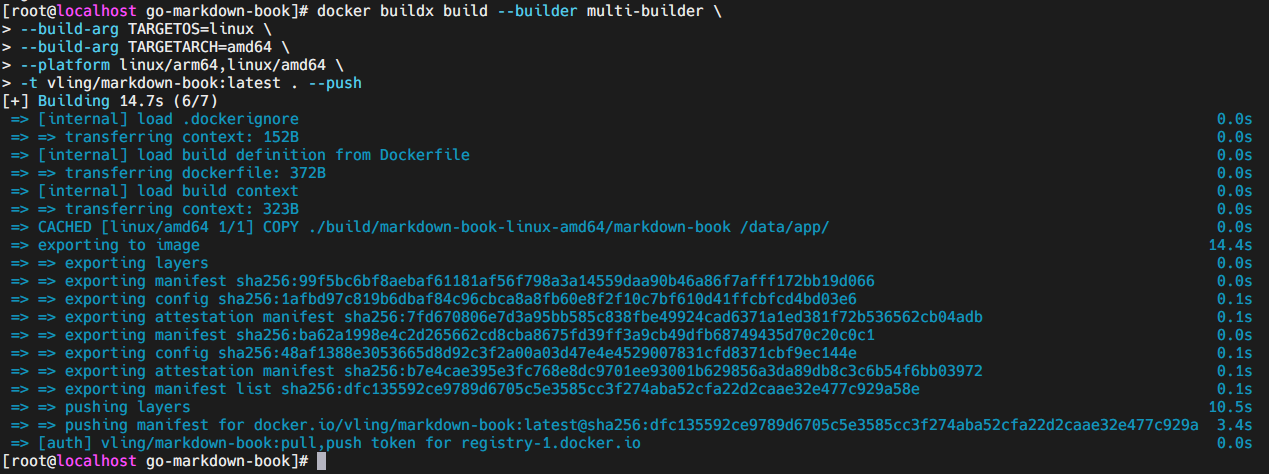 [root@localhost go-markdown-book]# docker buildx build --builder multi-builder \
> --build-arg TARGETOS=linux \
> --build-arg TARGETARCH=amd64 \
> --platform linux/arm64,linux/amd64 \
> -t vling/markdown-book:latest . --push
[+] Building 14.7s (6/7)
=> [internal] load .dockerignore 0.0s
=> => transferring context: 152B 0.0s
=> [internal] load build definition from Dockerfile 0.0s
=> => transferring dockerfile: 372B 0.0s
=> [internal] load build context 0.0s
=> => transferring context: 323B 0.0s
=> CACHED [linux/amd64 1/1] COPY ./build/markdown-book-linux-amd64/markdown-book /data/app/ 0.0s
=> exporting to image 14.4s
=> => exporting layers 0.0s
=> => exporting manifest sha256:99f5bc6bf8aebaf61181af56f798a3a14559daa90b46a86f7afff172bb19d066 0.0s
=> => exporting config sha256:1afbd97c819b6dbaf84c96cbca8a8fb60e8f2f10c7bf610d41ffcbfcd4bd03e6 0.1s
=> => exporting attestation manifest sha256:7fd670806e7d3a95bb585c838fbe49924cad6371a1ed381f72b536562cb04adb 0.1s
=> => exporting manifest sha256:ba62a1998e4c2d265662cd8cba8675fd39ff3a9cb49dfb68749435d70c20c0c1 0.0s
=> => exporting config sha256:48af1388e3053665d8d92c3f2a00a03d47e4e4529007831cfd8371cbf9ec144e 0.1s
=> => exporting attestation manifest sha256:b7e4cae395e3fc768e8dc9701ee93001b629856a3da89db8c3c6b54f6bb03972 0.1s
=> => exporting manifest list sha256:dfc135592ce9789d6705c5e3585cc3f274aba52cfa22d2caae32e477c929a58e 0.1s
=> => pushing layers 10.5s
=> => pushing manifest for docker.io/vling/markdown-book:latest@sha256:dfc135592ce9789d6705c5e3585cc3f274aba52cfa22d2caae32e477c929a 3.4s
=> [auth] vling/markdown-book:pull,push token for registry-1.docker.io 0.0s
[root@localhost go-markdown-book]#